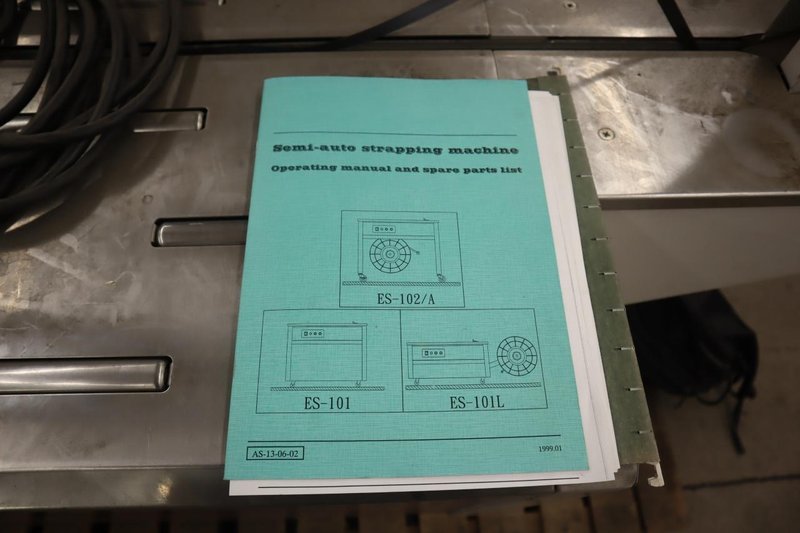 Semi-auto strapping machine
Operating manual and spare parts list
ES-102/A
ES-101
ES-101L
AS-13-06-02
1999.01